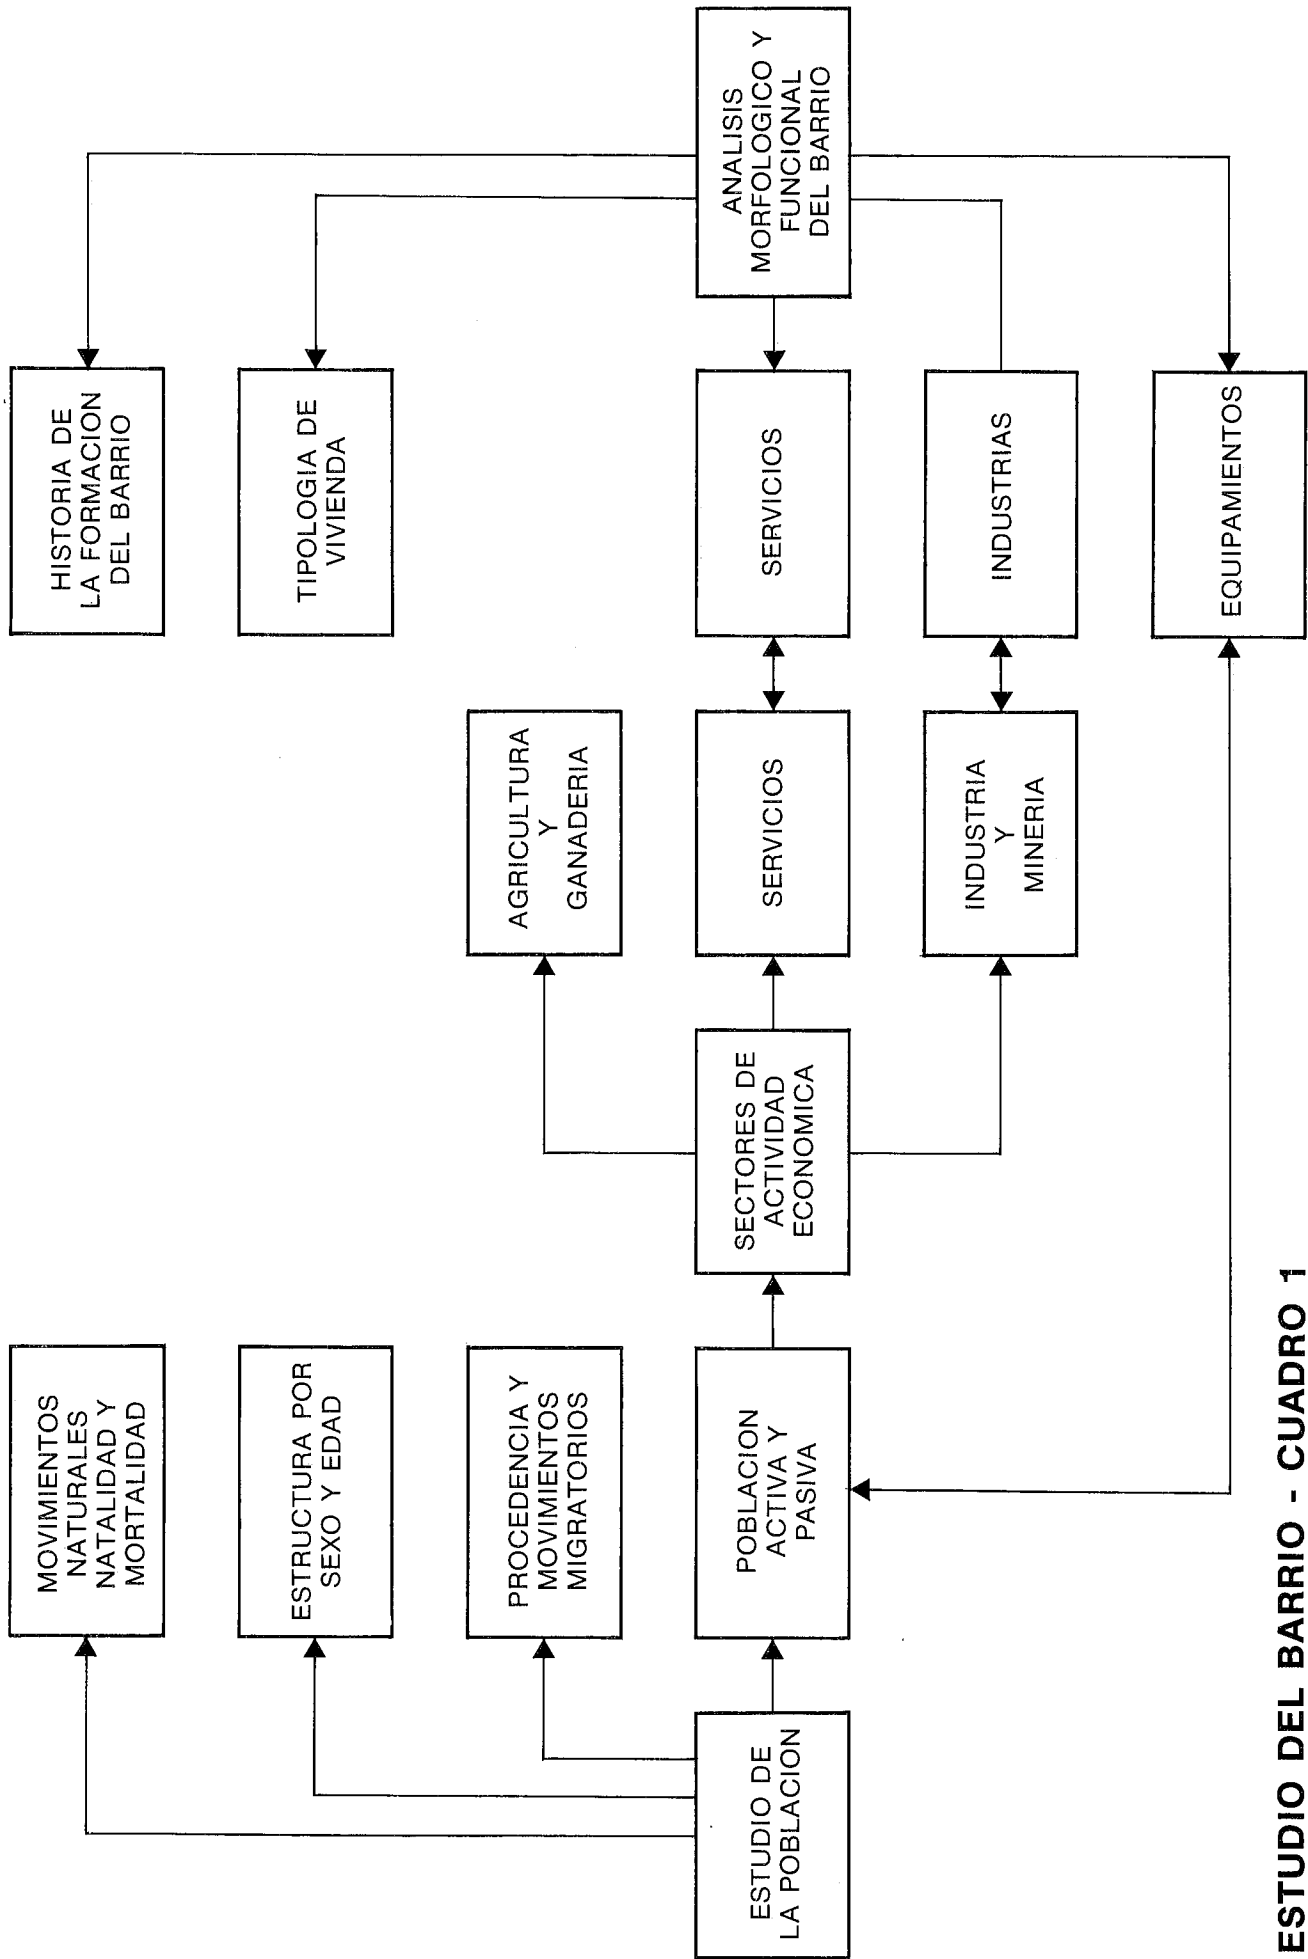 MOVIMIENTOS
NATURALES
NATALIDAD Y
MORTALIDAD
ESTRUCTURA POR
SEXO Y EDAD
PROCEDENCIA Y
MOVIMIENTOS
MIGRATORIOS
ESTUDIO DE
LA POBLACION
POBLACION
ACTIVA Y
PASIVA
SECTORES DE
ACTIVIDAD
ECONOMICA
AGRICULTURA
Y
GANADERIA
SERVICIOS
INDUSTRIA
Y
MINERIA
HISTORIA DE
LA FORMACION
DEL BARRIO
TIPOLOGIA DE
VIVIENDA
SERVICIOS
INDUSTRIAS
EQUIPAMIENTOS
ANALISIS
MORFOLOGICO Y
FUNCIONAL
DEL BARRIO
ESTUDIO DEL BARRIO - CUADRO 1